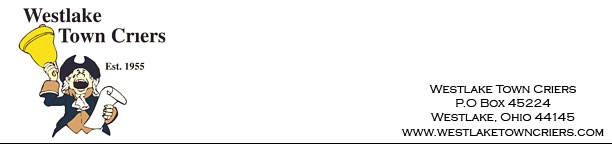 Westlake
Town Criers
Est. 1955
Westlake Town Criers
P.O Box 45224
Westlake, Ohio 44145
www.westlaketowncriers.com